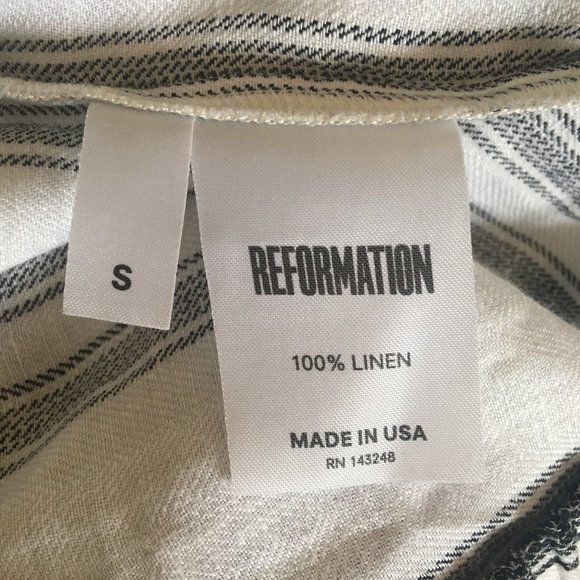 S
REFORMATION
100% LINEN
MADE IN USA
RN 143248